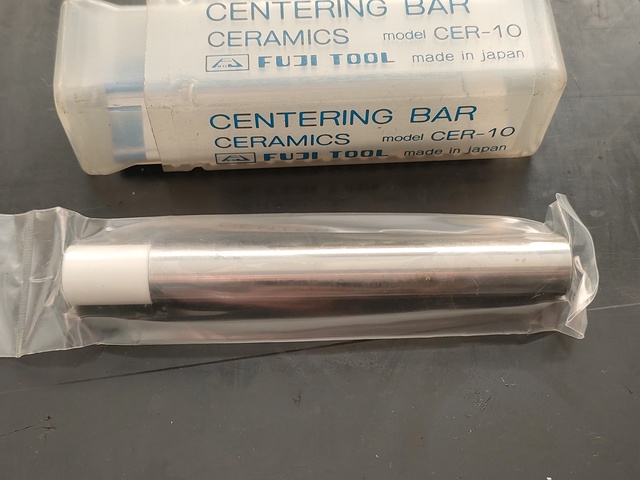 CENTERING BAR
CERAMICS model CER-10
FUJI TOOL made in japan
CENTERING BAR
CERAMICS model CER-10
FUJI TOOL made in japan